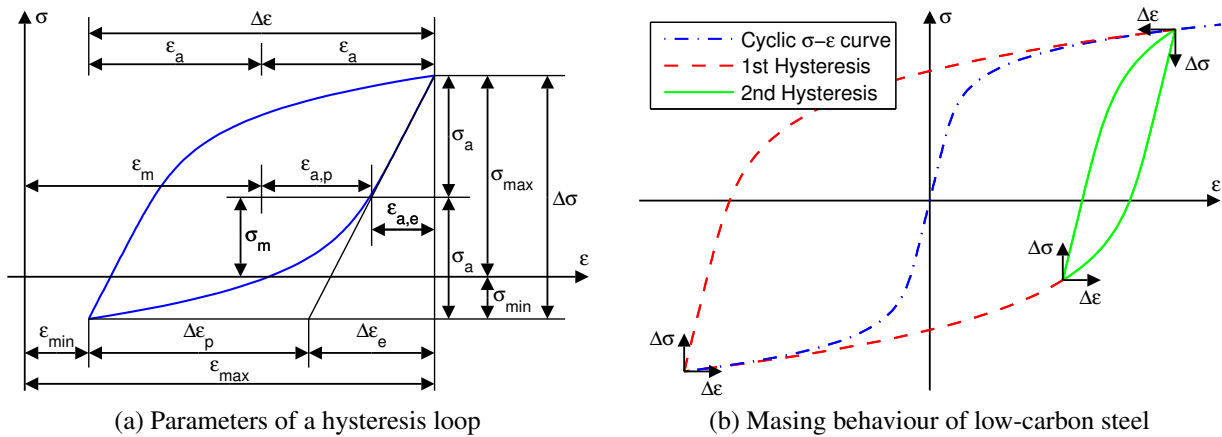 σ
Δε
ε_a
ε_a
σ_a
ε_m
ε_a,p
σ_max
Δσ
σ_m
ε_a,e
σ_a
ε
σ_min
ε_min
Δε_p
Δε_e
ε_max
(a) Parameters of a hysteresis loop
σ
Cyclic σ−ε curve
1st Hysteresis
2nd Hysteresis
Δε
Δσ
ε
Δσ
Δε
Δσ
Δε
(b) Masing behaviour of low-carbon steel